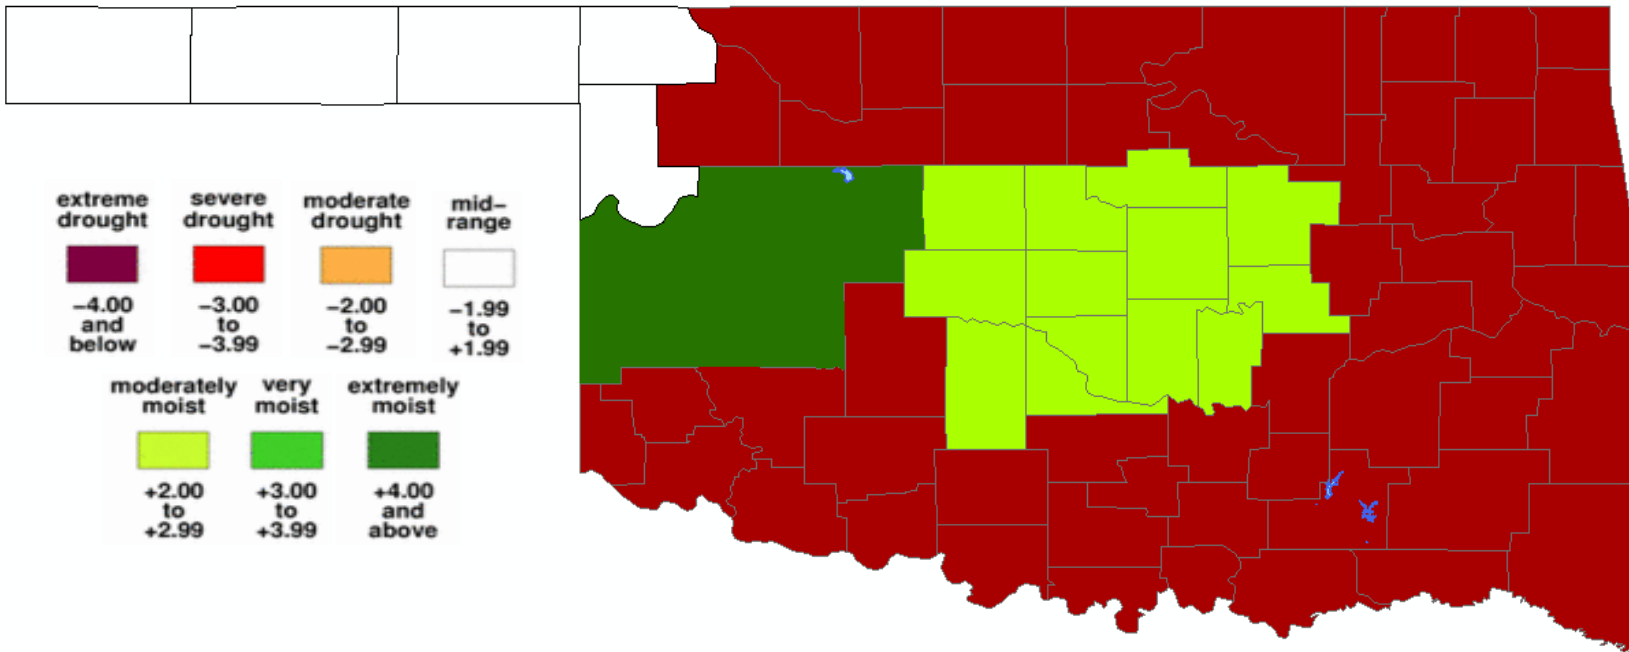 extreme
drought
severe
drought
moderate
drought
mid–
range
−4.00
and
below
−3.00
to
−3.99
−2.00
to
−2.99
−1.99
to
+1.99
moderately
moist
very
moist
extremely
moist
+2.00
to
+2.99
+3.00
to
+3.99
+4.00
and
above